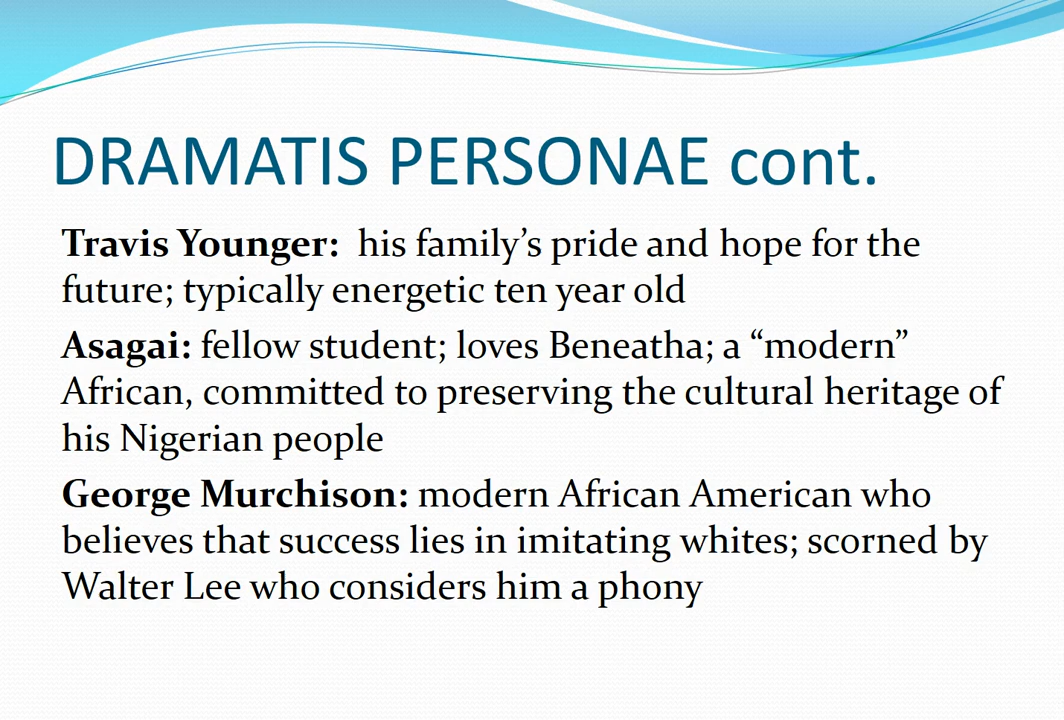 DRAMATIS PERSONAE cont.
Travis Younger:  his family’s pride and hope for the
future; typically energetic ten year old
Asagai: fellow student; loves Beneatha; a “modern”
African, committed to preserving the cultural heritage of
his Nigerian people
George Murchison: modern African American who
believes that success lies in imitating whites; scorned by
Walter Lee who considers him a phony